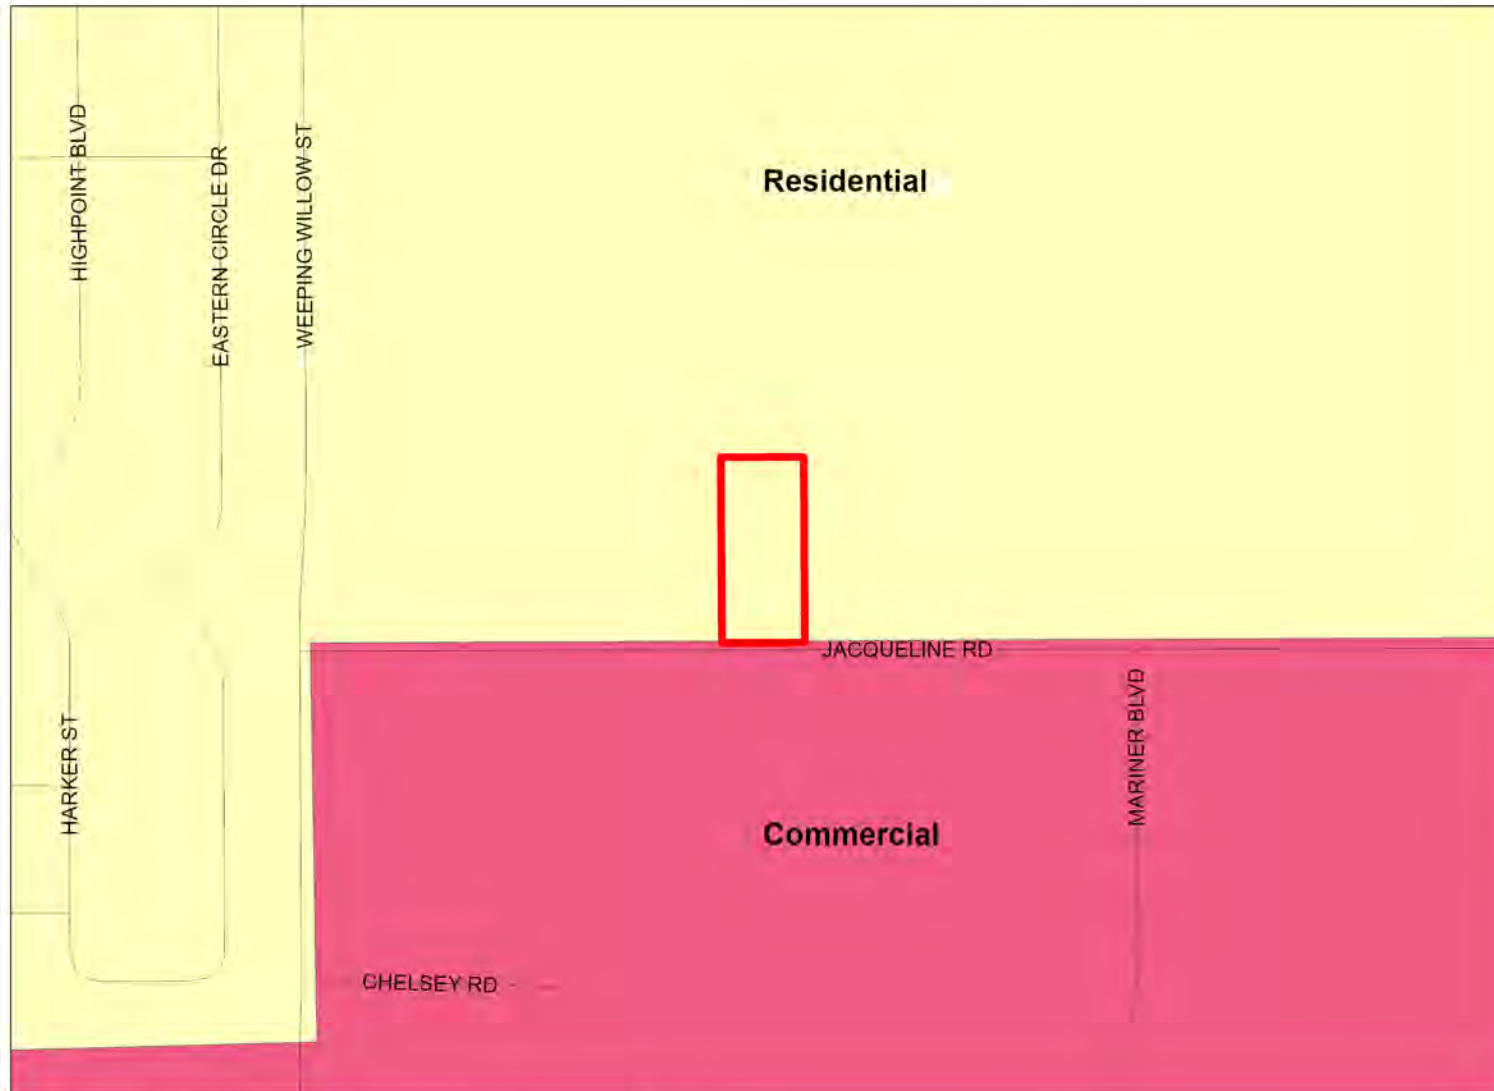 HIGHPOINT BLVD
EASTERN CIRCLE DR
WEEPING WILLOW ST
Residential
JACQUELINE RD
MARINER BLVD
HARKER ST
Commercial
CHELSEY RD